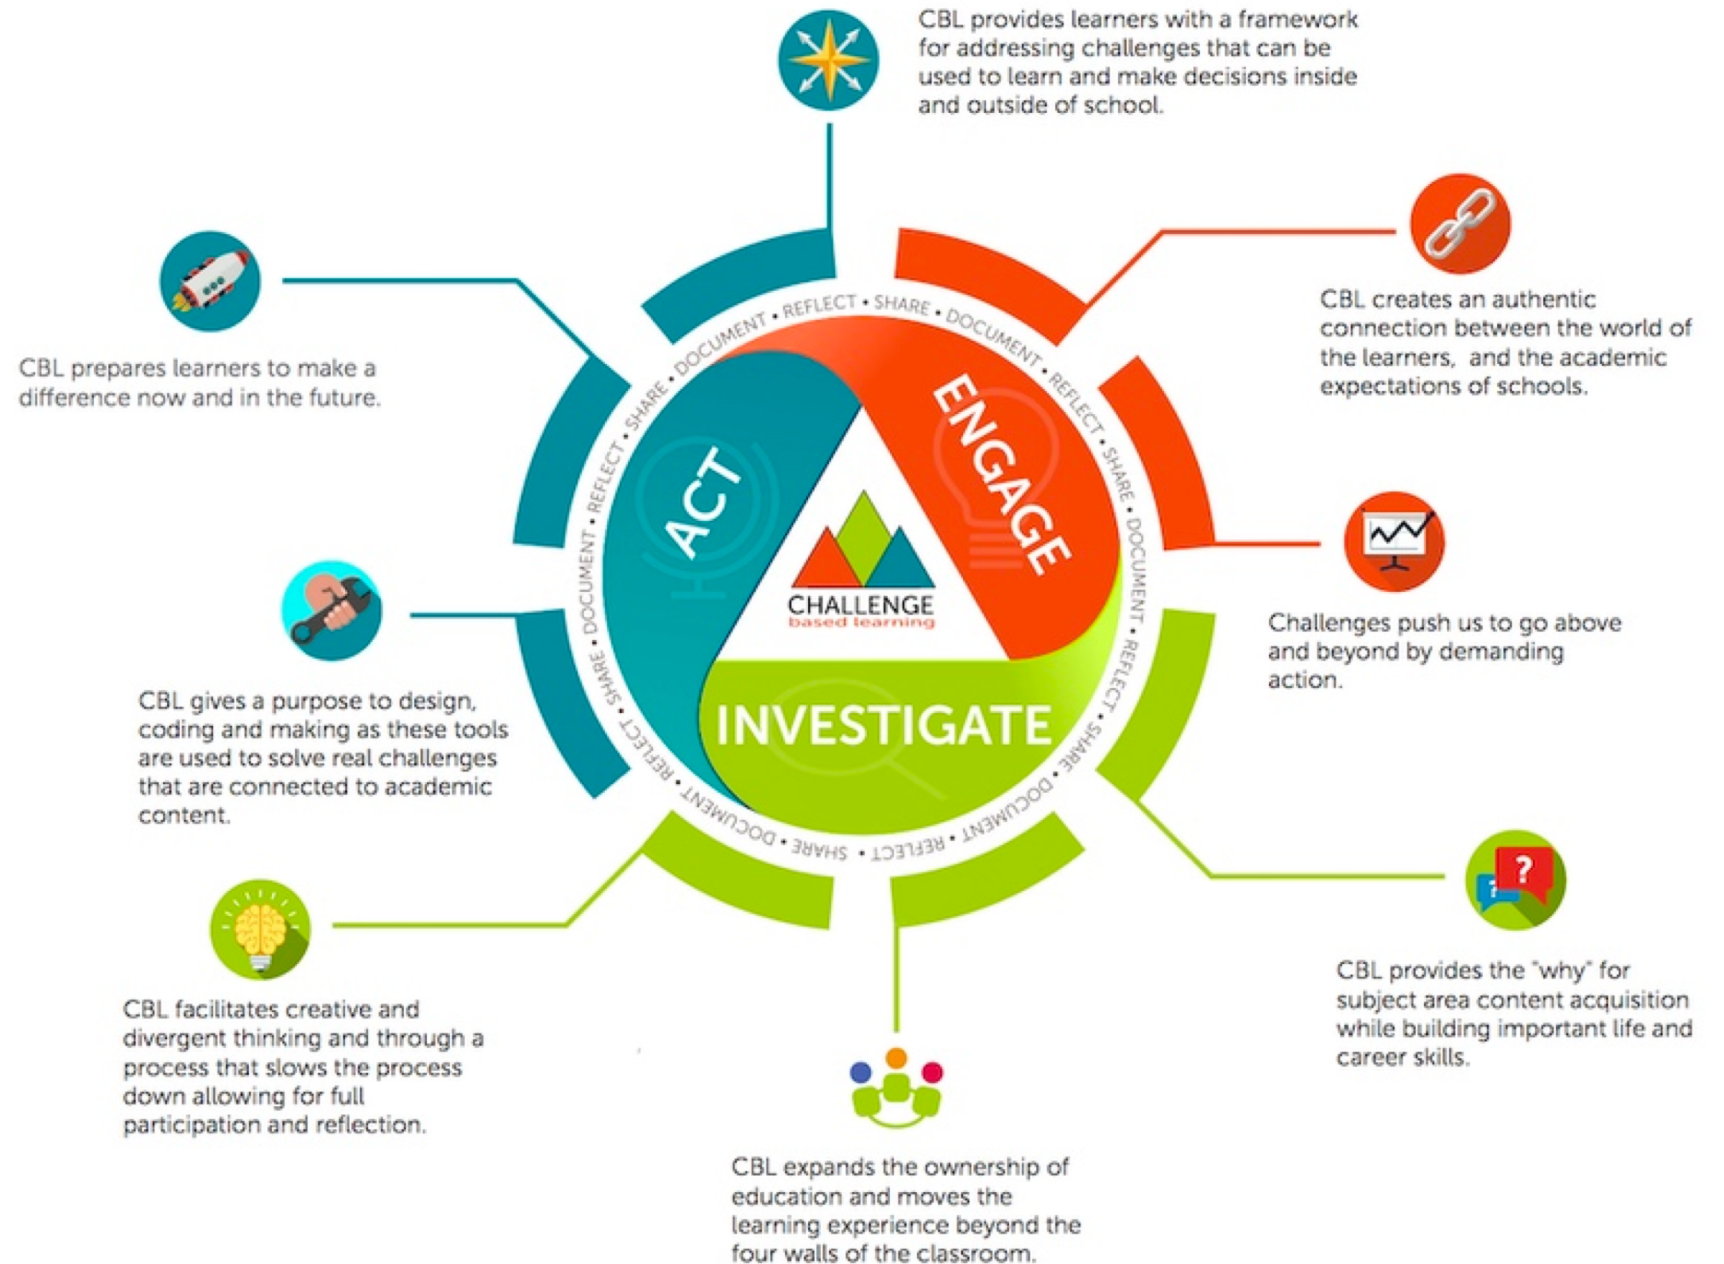 CBL provides learners with a framework
for addressing challenges that can be
used to learn and make decisions inside
and outside of school.
CBL creates an authentic
connection between the world of
the learners, and the academic
expectations of schools.
CBL prepares learners to make a
difference now and in the future.
Challenges push us to go above
and beyond by demanding
action.
CBL gives a purpose to design,
coding and making as these tools
are used to solve real challenges
that are connected to academic
content.
CBL provides the "why" for
subject area content acquisition
while building important life and
career skills.
CBL facilitates creative and
divergent thinking and through a
process that slows the process
down allowing for full
participation and reflection.
CBL expands the ownership of
education and moves the
learning experience beyond the
four walls of the classroom.
SHARE • DOCUMENT • REFLECT • SHARE • DOCUMENT • REFLECT • SHARE • DOCUMENT • REFLECT • SHARE • DOCUMENT • REFLECT • SHARE • DOCUMENT • REFLECT • SHARE • DOCUMENT • REFLECT •
ENGAGE
ACT
INVESTIGATE
CHALLENGE
based learning
?
?